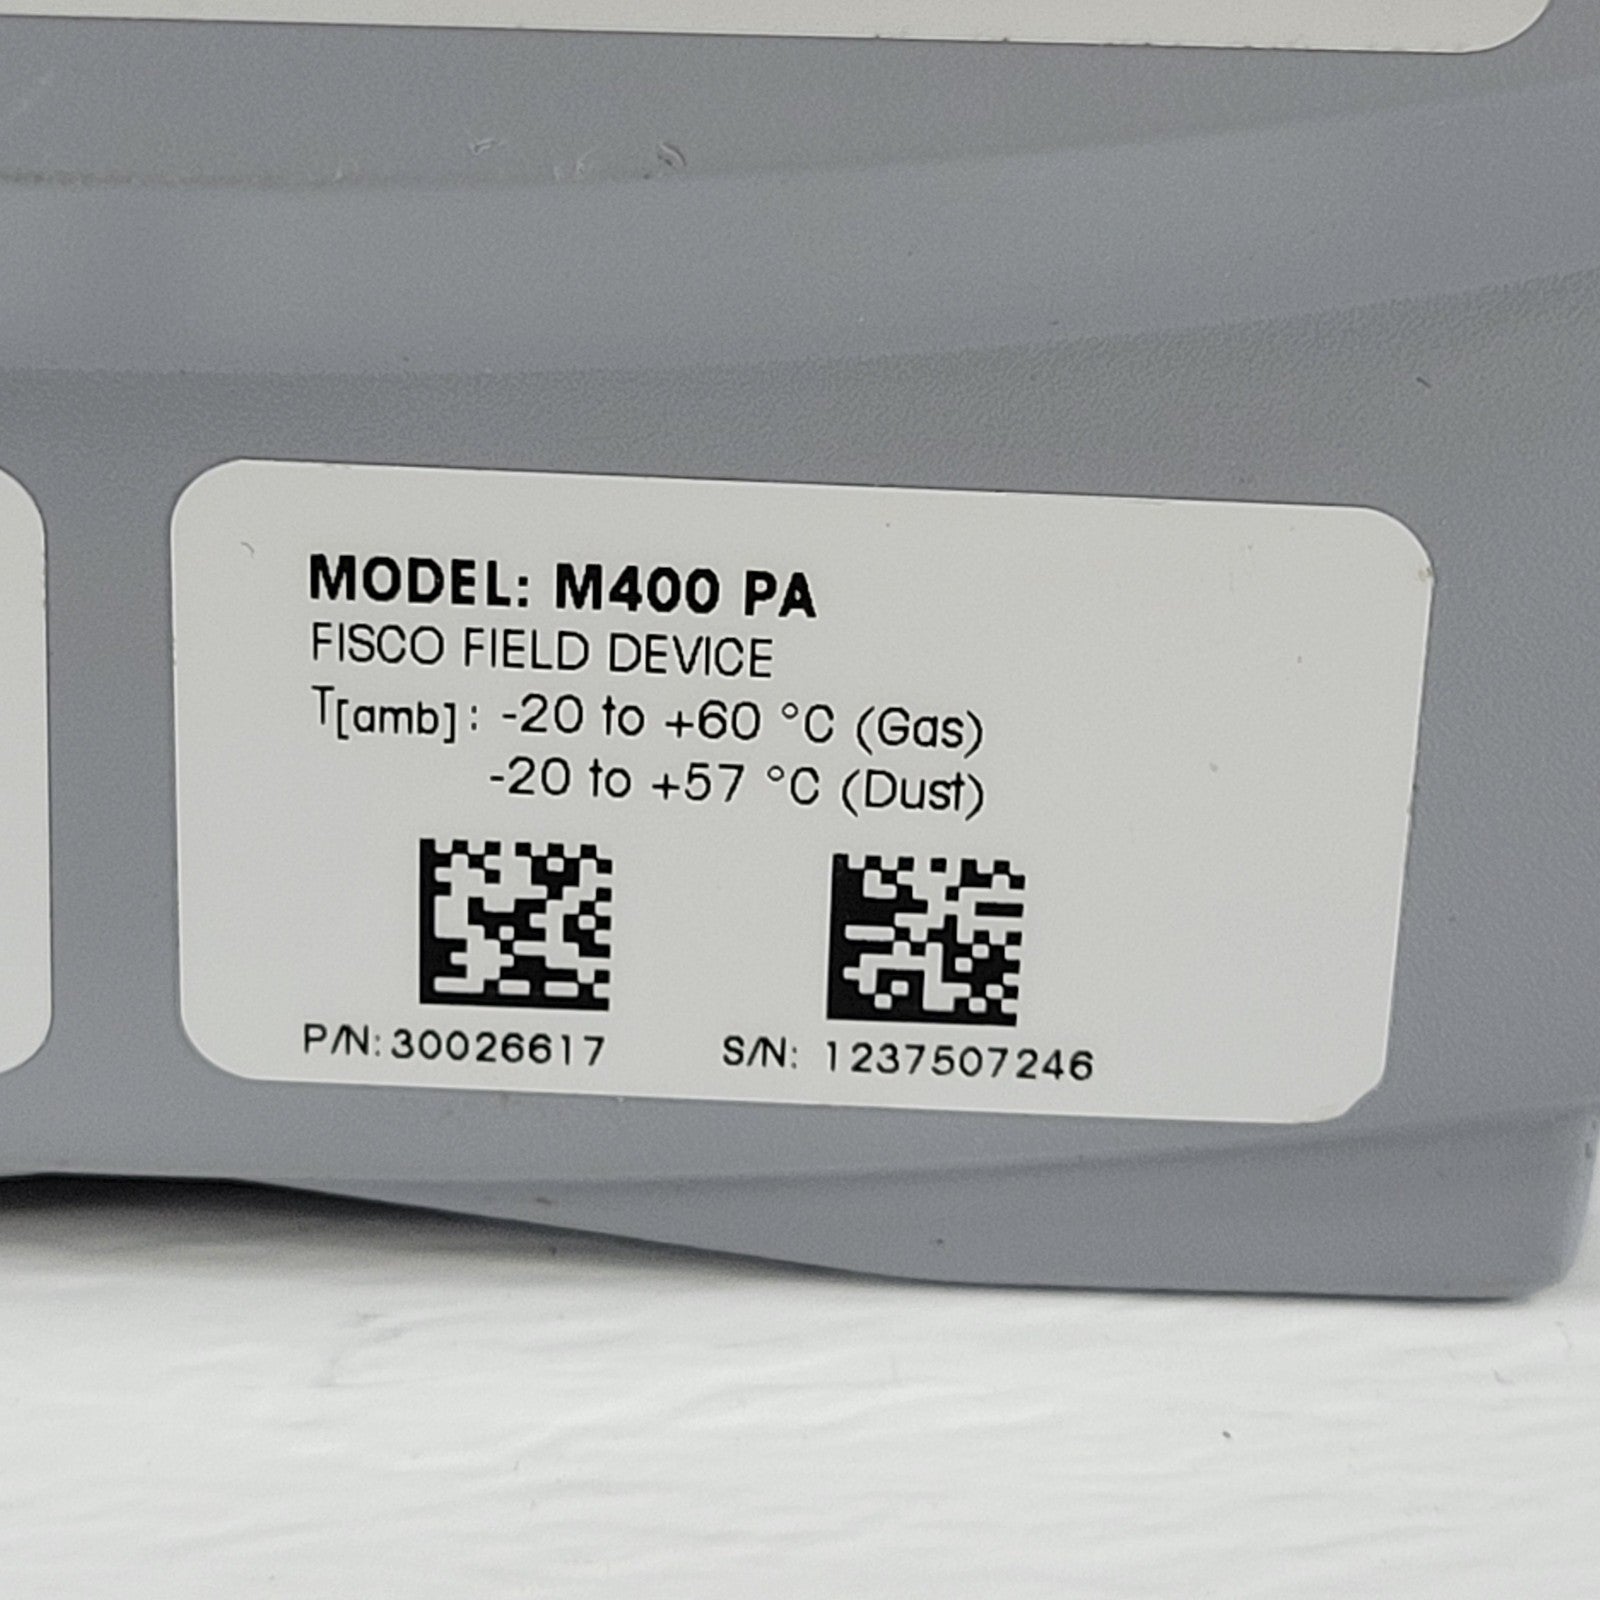 MODEL: M400 PA
FISCO FIELD DEVICE
T[amb]: -20 to +60 °C (Gas)
-20 to +57 °C (Dust)
P/N: 30026617 S/N: 1237507246